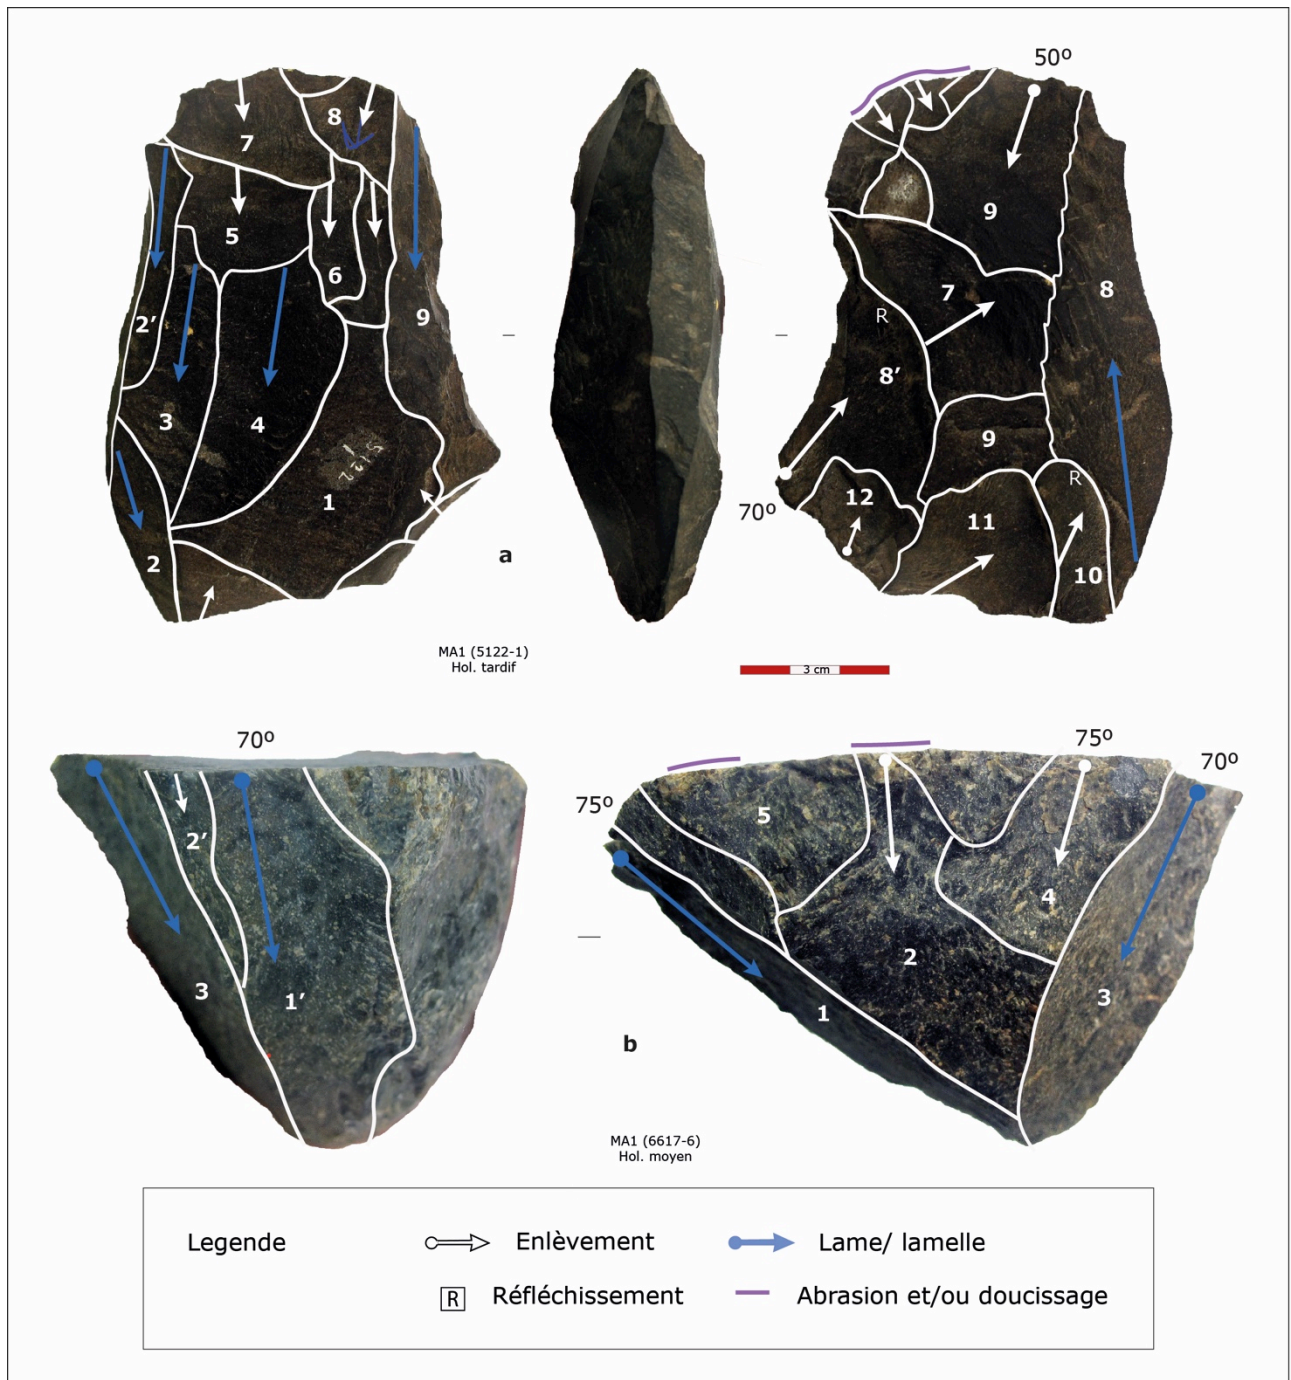 50º
7
8
5
6
2'
9
3
4
1
2
a
9
7
8
R
8'
9
R
70º
12
11
10
5122
1
MA1 (5122-1)
Hol. tardif
3 cm
70º
2'
3
1'
75º
75º
70º
5
4
2
3
1
b
MA1 (6617-6)
Hol. moyen
Legende
Enlèvement
Lame/ lamelle
R
Réfléchissement
Abrasion et/ou doucissage